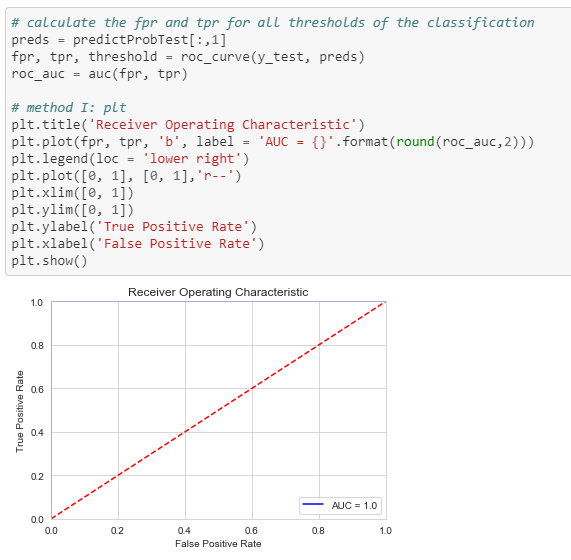 # calculate the fpr and tpr for all thresholds of the classification
preds = predictProbTest[:,1]
fpr, tpr, threshold = roc_curve(y_test, preds)
roc_auc = auc(fpr, tpr)
# method I: plt
plt.title('Receiver Operating Characteristic')
plt.plot(fpr, tpr, 'b', label = 'AUC = {}'.format(round(roc_auc,2)))
plt.legend(loc = 'lower right')
plt.plot([0, 1], [0, 1],'r--')
plt.xlim([0, 1])
plt.ylim([0, 1])
plt.ylabel('True Positive Rate')
plt.xlabel('False Positive Rate')
plt.show()
Receiver Operating Characteristic
1.0
0.8
0.6
0.4
0.2
0.0
True Positive Rate
AUC = 1.0
0.0 0.2 0.4 0.6 0.8 1.0
False Positive Rate